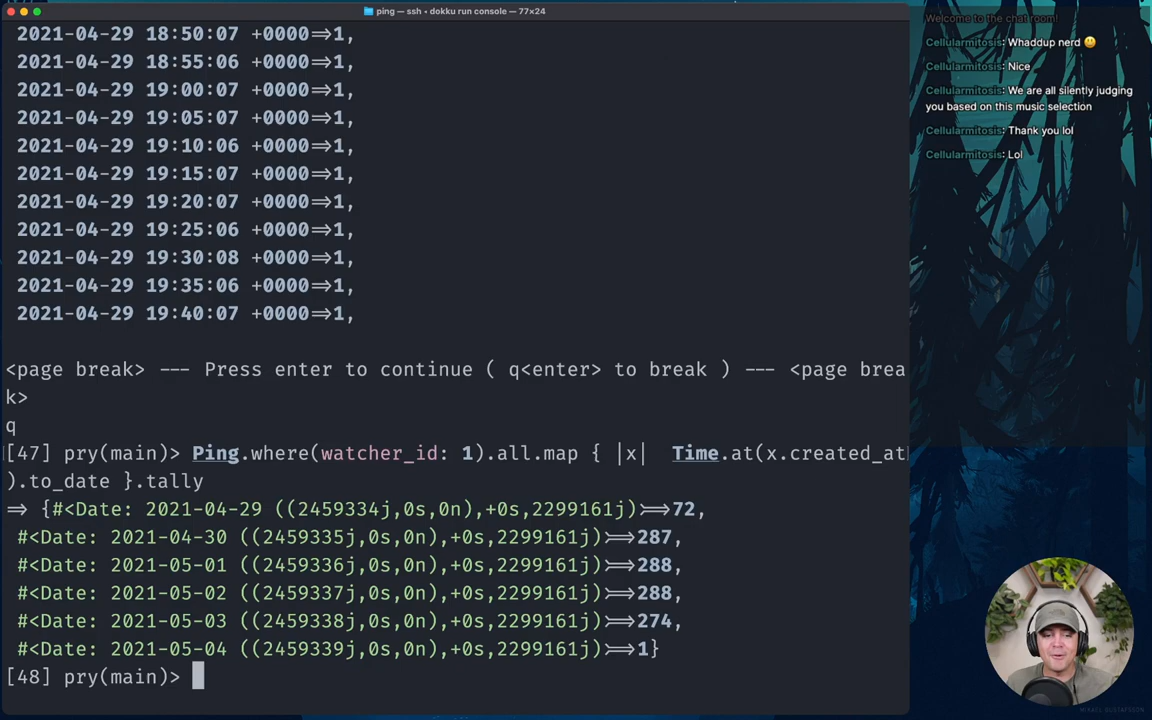 ping — ssh • dokku run console — 77×24
2021-04-29 18:50:07 +0000=>1,
2021-04-29 18:55:06 +0000=>1,
2021-04-29 19:00:07 +0000=>1,
2021-04-29 19:05:07 +0000=>1,
2021-04-29 19:10:06 +0000=>1,
2021-04-29 19:15:07 +0000=>1,
2021-04-29 19:20:07 +0000=>1,
2021-04-29 19:25:06 +0000=>1,
2021-04-29 19:30:08 +0000=>1,
2021-04-29 19:35:06 +0000=>1,
2021-04-29 19:40:07 +0000=>1,
<page break> --- Press enter to continue ( q<enter> to break ) --- <page brea
k>
q
[47] pry(main)> Ping.where(watcher_id: 1).all.map { |x|  Time.at(x.created_at
).to_date }.tally
=> {#<Date: 2021-04-29 ((2459334j,0s,0n),+0s,2299161j)>=>72,
#<Date: 2021-04-30 ((2459335j,0s,0n),+0s,2299161j)>=>287,
#<Date: 2021-05-01 ((2459336j,0s,0n),+0s,2299161j)>=>288,
#<Date: 2021-05-02 ((2459337j,0s,0n),+0s,2299161j)>=>288,
#<Date: 2021-05-03 ((2459338j,0s,0n),+0s,2299161j)>=>274,
#<Date: 2021-05-04 ((2459339j,0s,0n),+0s,2299161j)>=>1}
[48] pry(main)>
Welcome to the chat room!
Cellularmitosis: Whaddup nerd 😃
Cellularmitosis: Nice
Cellularmitosis: We are all silently judging
you based on this music selection
Cellularmitosis: Thank you lol
Cellularmitosis: Lol
MIKAEL GUSTAFSSON